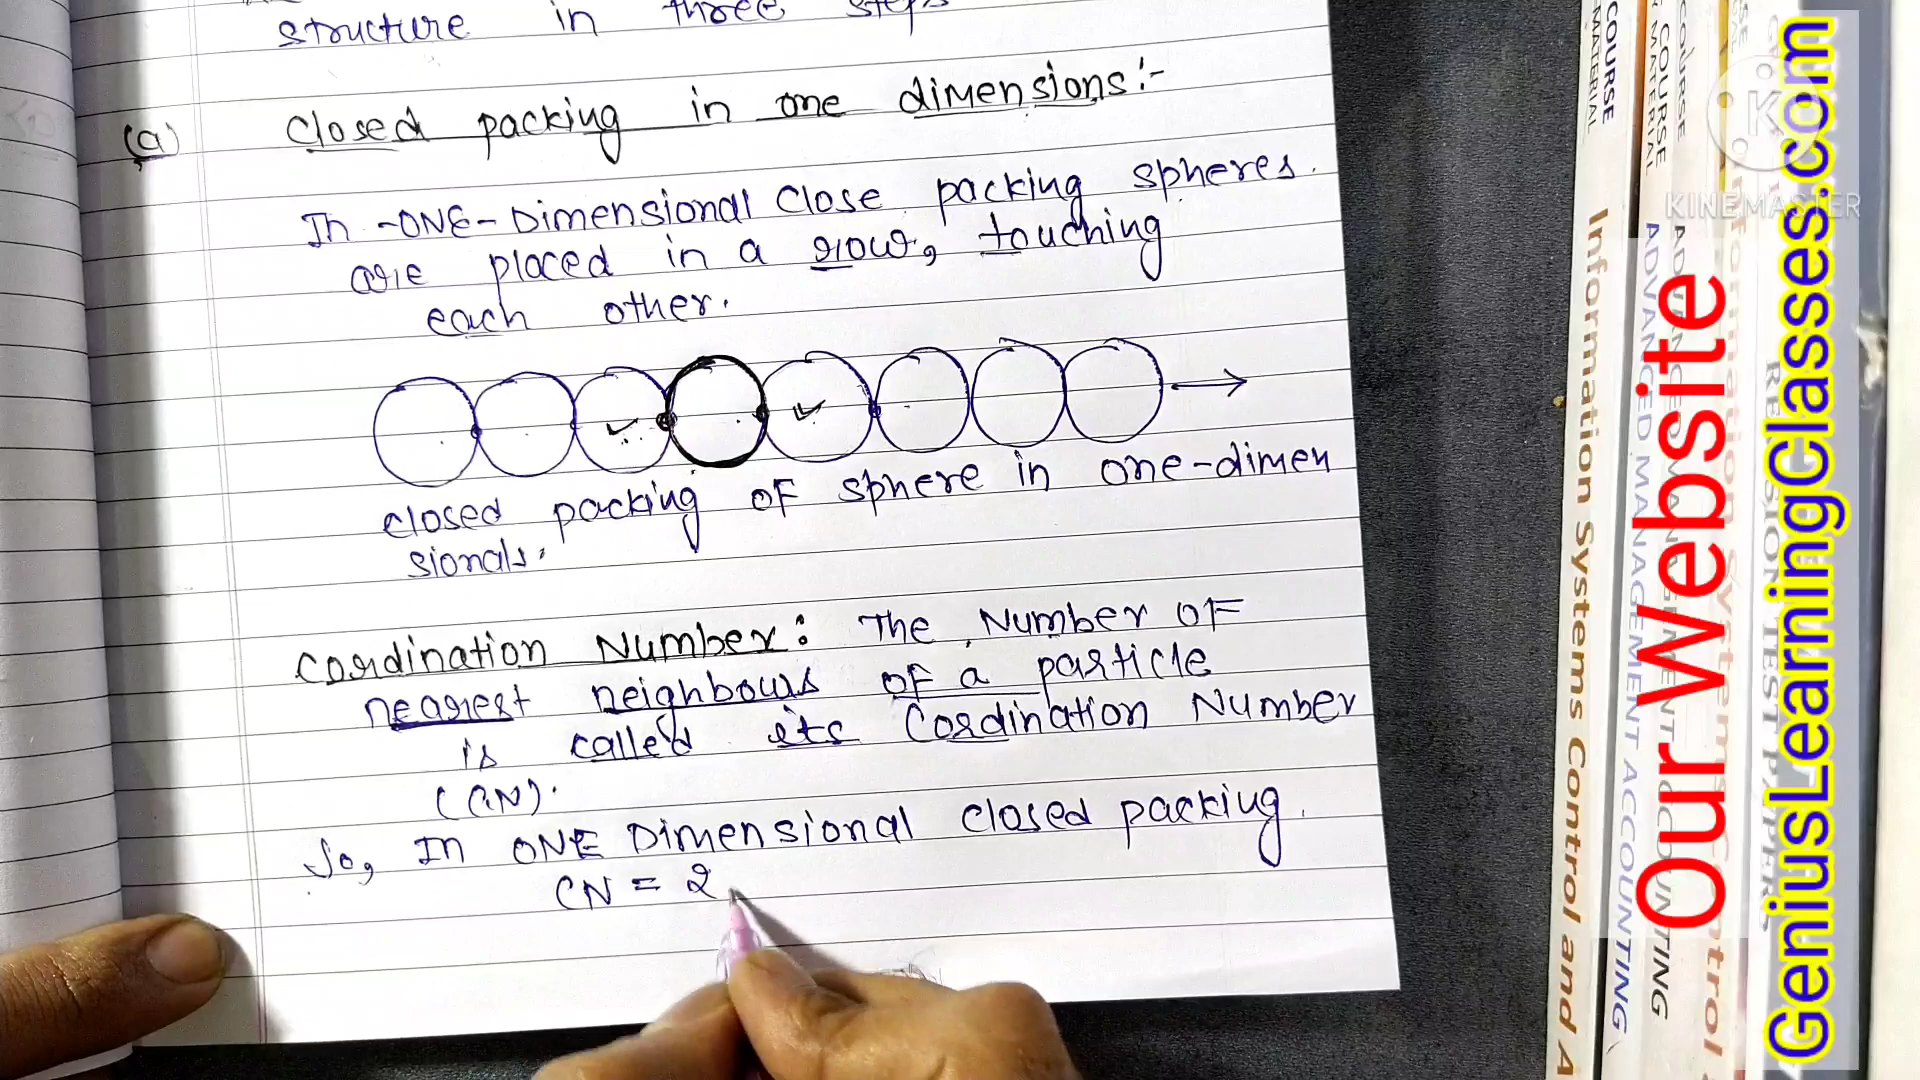 structure in three steps
(a) Closed packing in one dimensions:-
In -ONE- Dimensional Close packing spheres.
are placed in a row, touching
each other.
closed packing OF sphere in one-dimen
sionals.
Cordination Number: The Number OF
nearest neighbours OF a particle
is called its Cordination Number
(CN).
So, In ONE Dimensional closed packing.
CN = 2
COURSE
MATERIAL
COURSE
MATERIAL
COURSE
Information Systems Control and A
ADVANCED MANAGEMENT ACCOUNTING
KINEMASTER
Our Website
GeniusLearningClasses.com